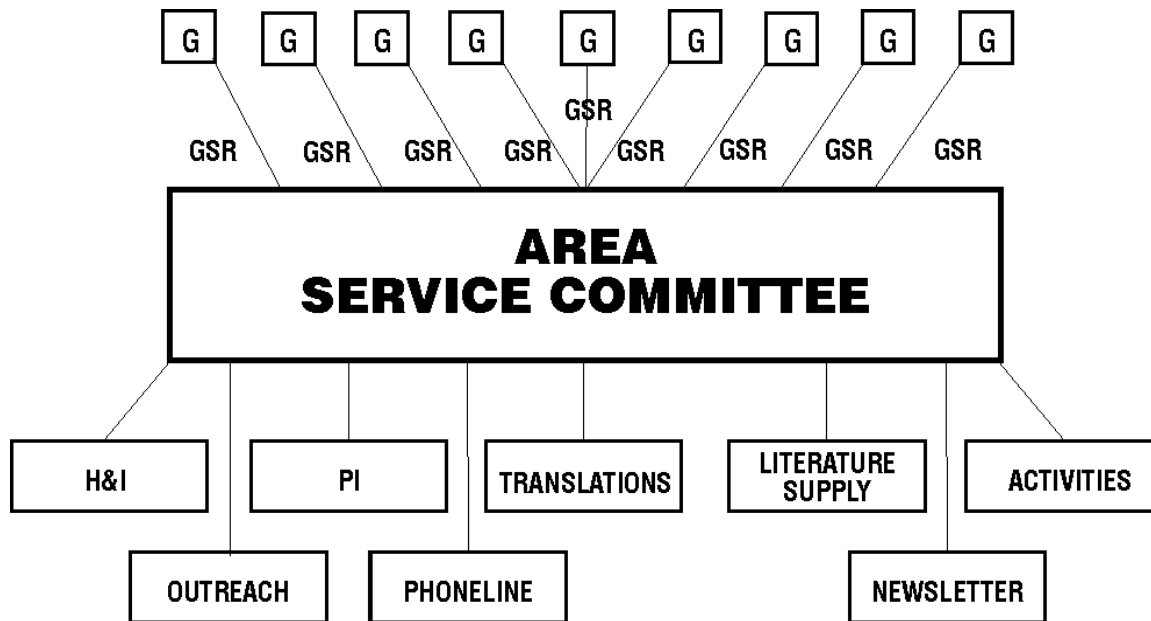 G G G G G G G G G
GSR
GSR GSR GSR GSR GSR GSR GSR GSR
AREA
SERVICE COMMITTEE
H&I PI TRANSLATIONS LITERATURE SUPPLY ACTIVITIES
OUTREACH PHONELINE NEWSLETTER